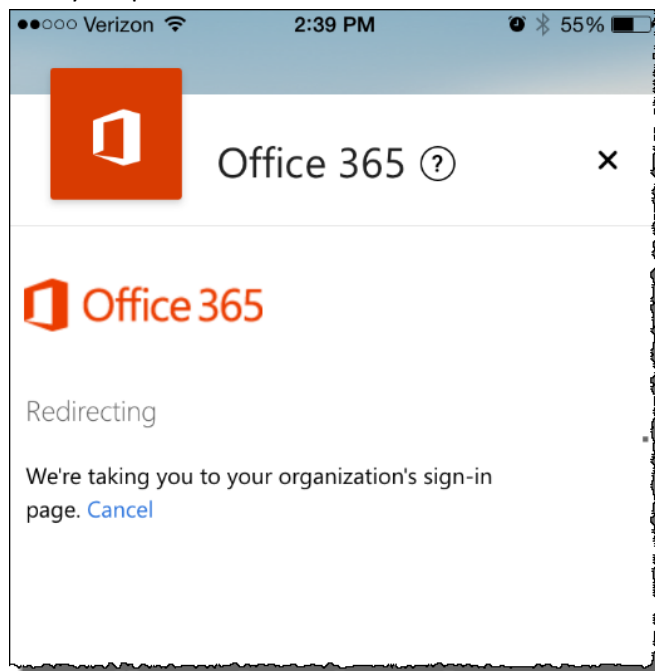 Verizon 2:39 PM 55%
Office 365 ?
Office 365
Redirecting
We're taking you to your organization's sign-in
page. Cancel